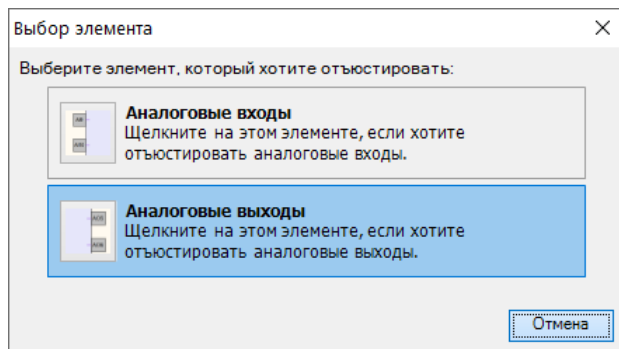 Выбор элемента
Выберите элемент, который хотите отъюстировать:
Аналоговые входы
Щелкните на этом элементе, если хотите
отъюстировать аналоговые входы.
Аналоговые выходы
Щелкните на этом элементе, если хотите
отъюстировать аналоговые выходы.
Отмена